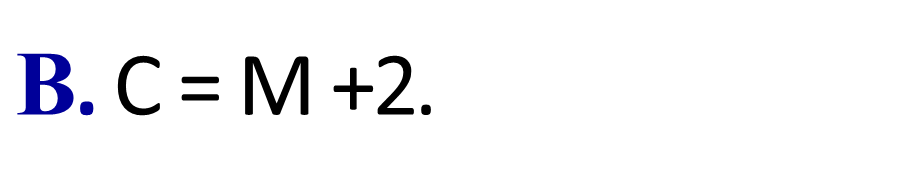 B. C = M +2.